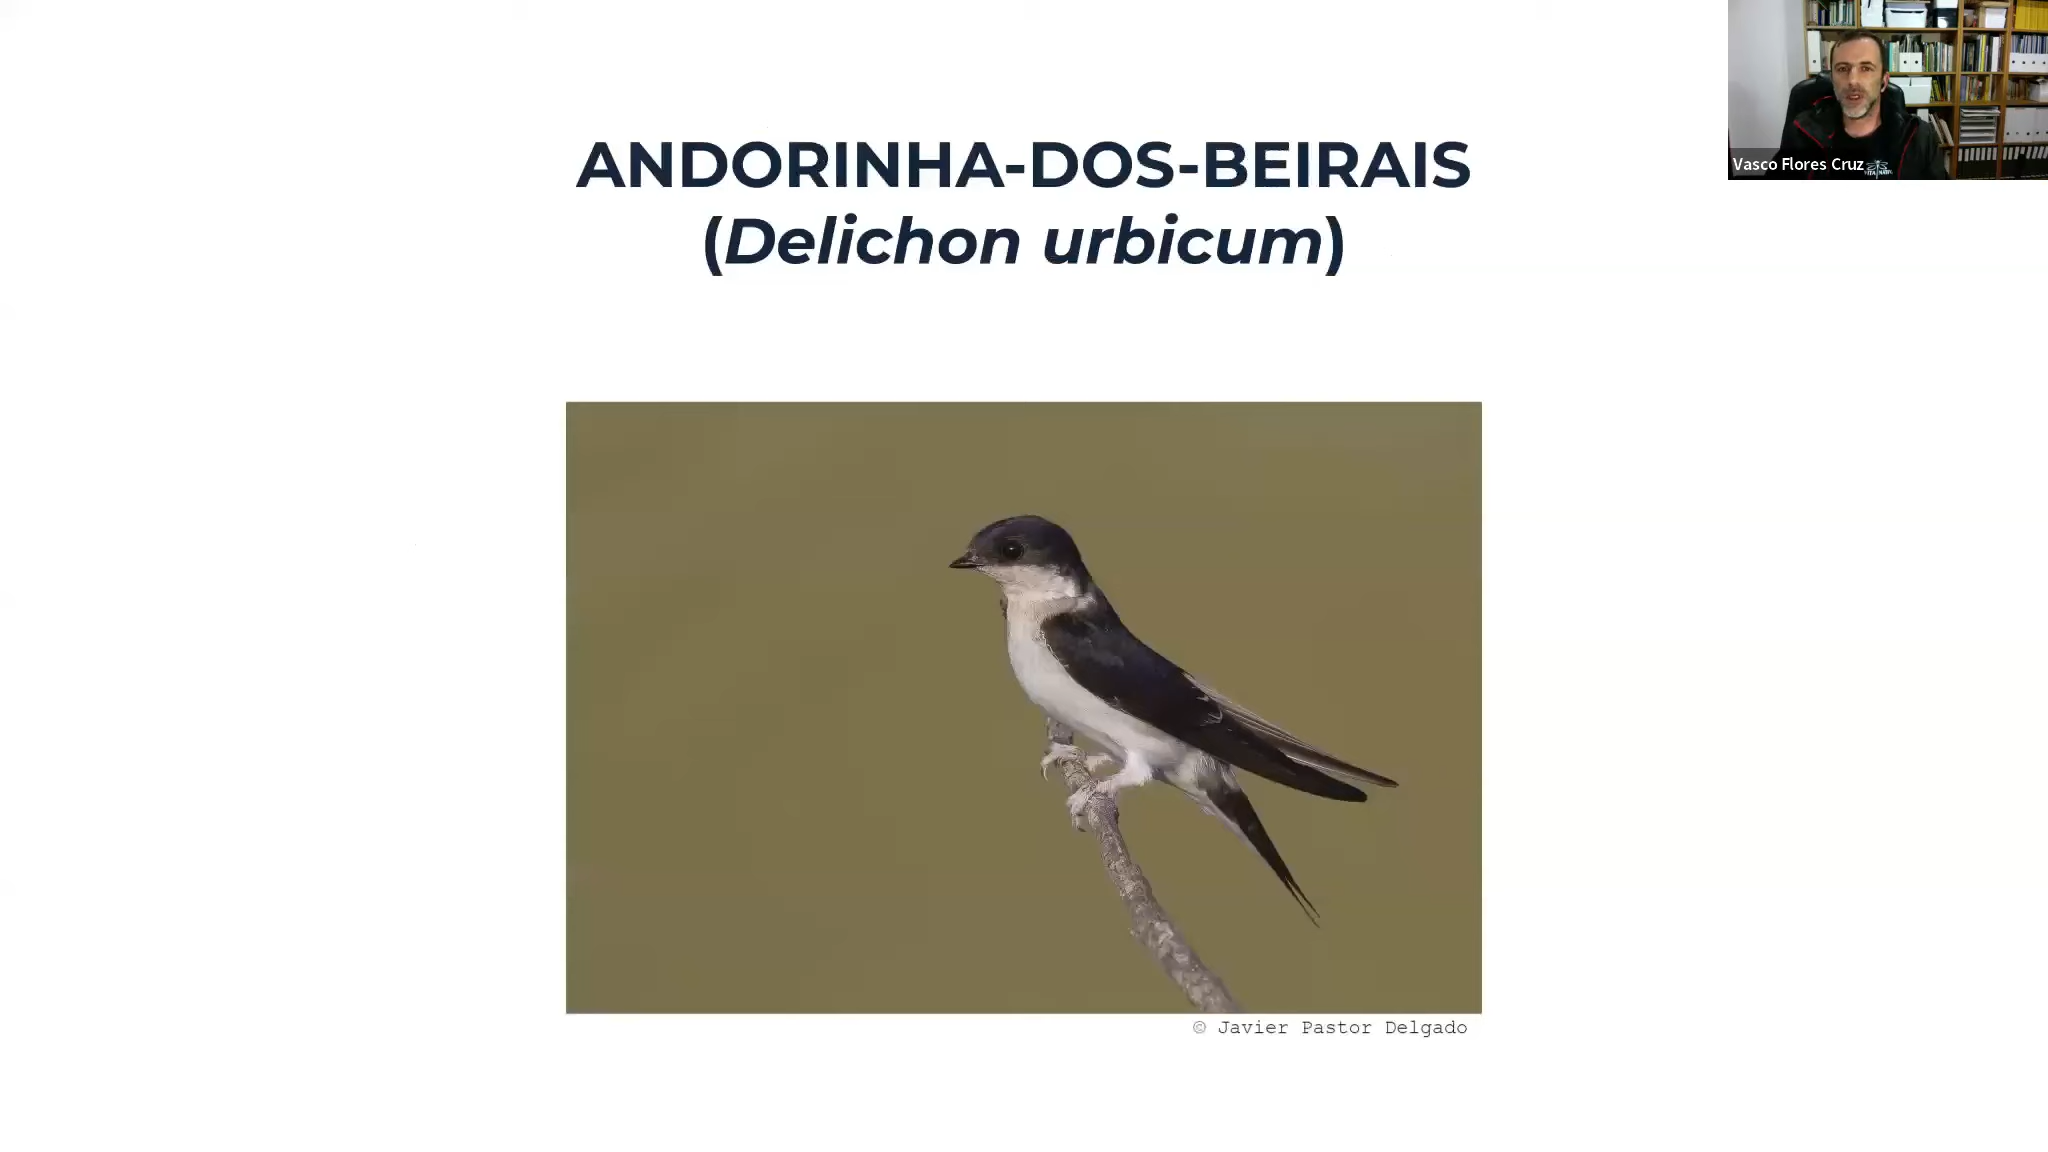 ANDORINHA-DOS-BEIRAIS
(Delichon urbicum)
Vasco Flores Cruz
© Javier Pastor Delgado